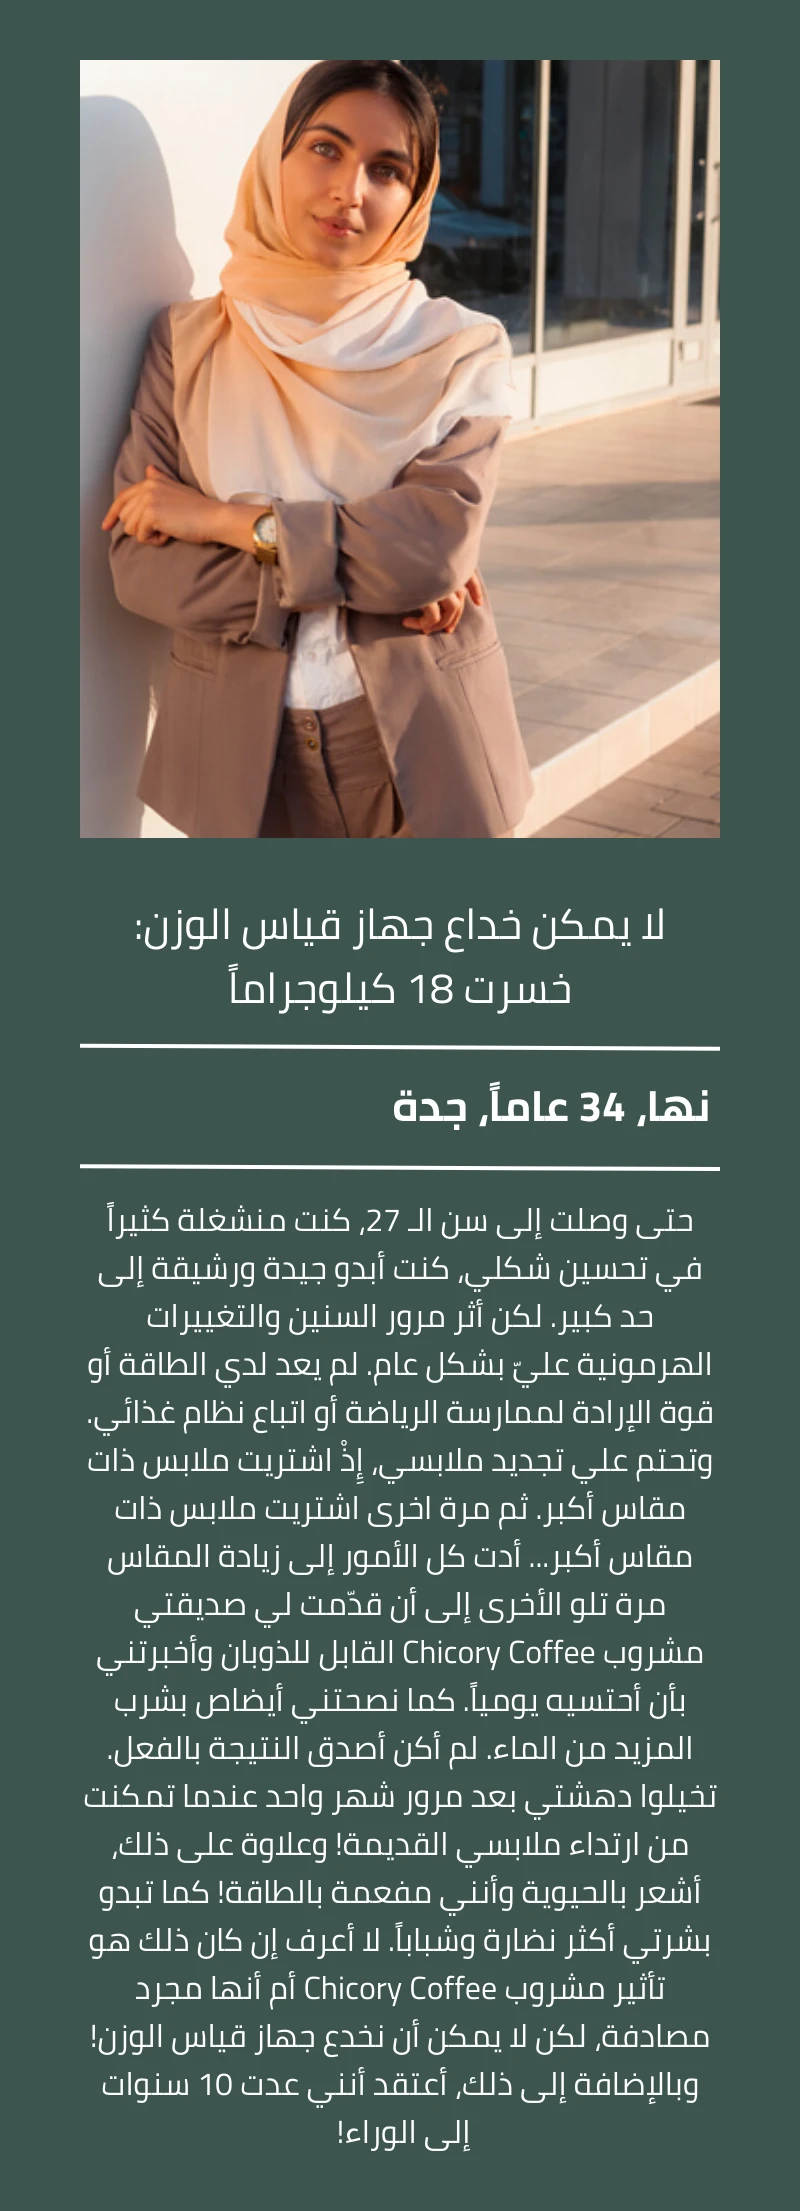 لا يمكن خداع جهاز قياس الوزن:
خسرت 18 كيلوجراماً
نها، 34 عاماً، جدة
حتى وصلت إلى سن الـ 27، كنت منشغلة كثيراً
في تحسين شكلي، كنت أبدو جيدة ورشيقة إلى
حد كبير. لكن أثر مرور السنين والتغييرات
الهرمونية عليّ بشكل عام. لم يعد لدي الطاقة أو
قوة الإرادة لممارسة الرياضة أو اتباع نظام غذائي.
وتحتم علي تجديد ملابسي، إِذْ اشتريت ملابس ذات
مقاس أكبر. ثم مرة اخرى اشتريت ملابس ذات
مقاس أكبر... أدت كل الأمور إلى زيادة المقاس
مرة تلو الأخرى إلى أن قدّمت لي صديقتي
مشروب Chicory Coffee القابل للذوبان وأخبرتني
بأن أحتسيه يومياً. كما نصحتني أيضاص بشرب
المزيد من الماء. لم أكن أصدق النتيجة بالفعل.
تخيلوا دهشتي بعد مرور شهر واحد عندما تمكنت
من ارتداء ملابسي القديمة! وعلاوة على ذلك،
أشعر بالحيوية وأنني مفعمة بالطاقة! كما تبدو
بشرتي أكثر نضارة وشباباً. لا أعرف إن كان ذلك هو
تأثير مشروب Chicory Coffee أم أنها مجرد
مصادفة، لكن لا يمكن أن نخدع جهاز قياس الوزن!
وبالإضافة إلى ذلك، أعتقد أنني عدت 10 سنوات
إلى الوراء!